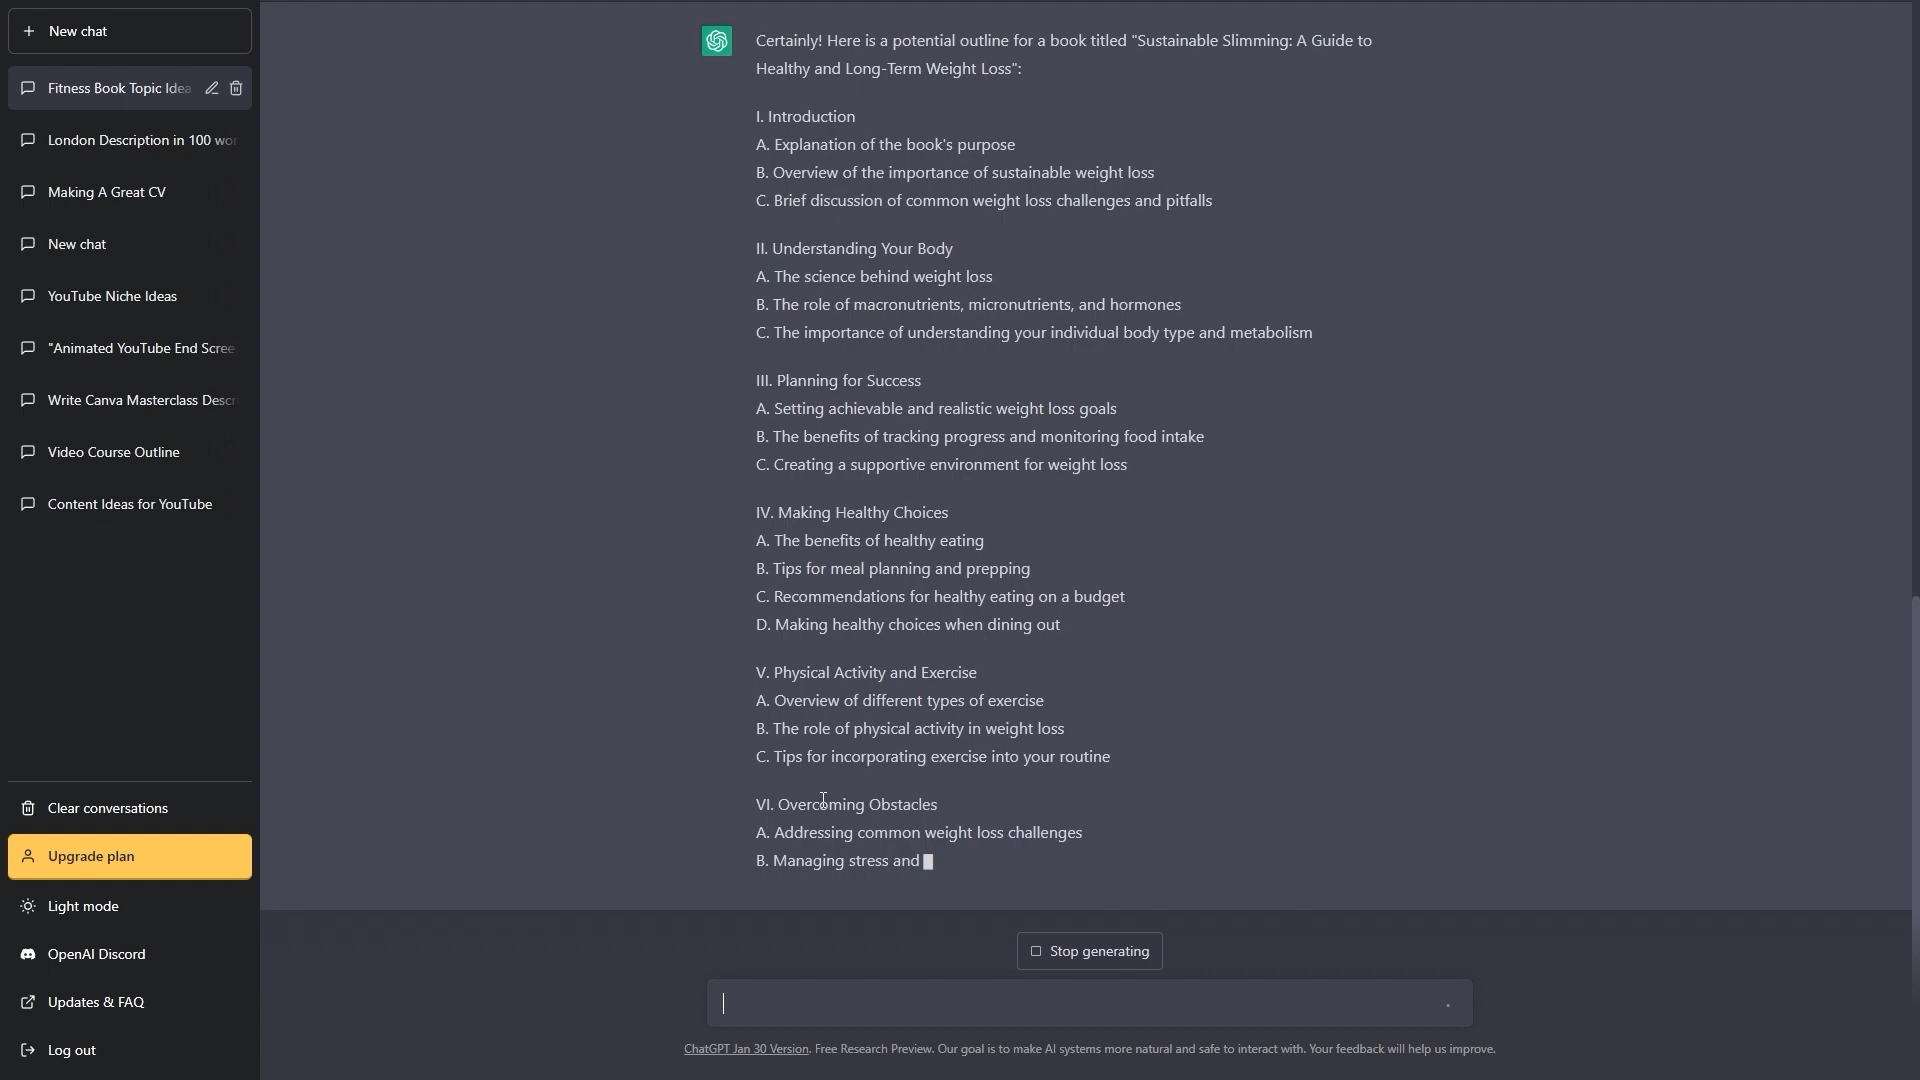 New chat
Fitness Book Topic Idea
London Description in 100 wor
Making A Great CV
New chat
YouTube Niche Ideas
"Animated YouTube End Scree
Write Canva Masterclass Descr
Video Course Outline
Content Ideas for YouTube
Clear conversations
Upgrade plan
Light mode
OpenAI Discord
Updates & FAQ
Log out
Certainly! Here is a potential outline for a book titled "Sustainable Slimming: A Guide to
Healthy and Long-Term Weight Loss":
I. Introduction
A. Explanation of the book's purpose
B. Overview of the importance of sustainable weight loss
C. Brief discussion of common weight loss challenges and pitfalls
II. Understanding Your Body
A. The science behind weight loss
B. The role of macronutrients, micronutrients, and hormones
C. The importance of understanding your individual body type and metabolism
III. Planning for Success
A. Setting achievable and realistic weight loss goals
B. The benefits of tracking progress and monitoring food intake
C. Creating a supportive environment for weight loss
IV. Making Healthy Choices
A. The benefits of healthy eating
B. Tips for meal planning and prepping
C. Recommendations for healthy eating on a budget
D. Making healthy choices when dining out
V. Physical Activity and Exercise
A. Overview of different types of exercise
B. The role of physical activity in weight loss
C. Tips for incorporating exercise into your routine
VI. Overcoming Obstacles
A. Addressing common weight loss challenges
B. Managing stress and
Stop generating
ChatGPT Jan 30 Version. Free Research Preview. Our goal is to make AI systems more natural and safe to interact with. Your feedback will help us improve.